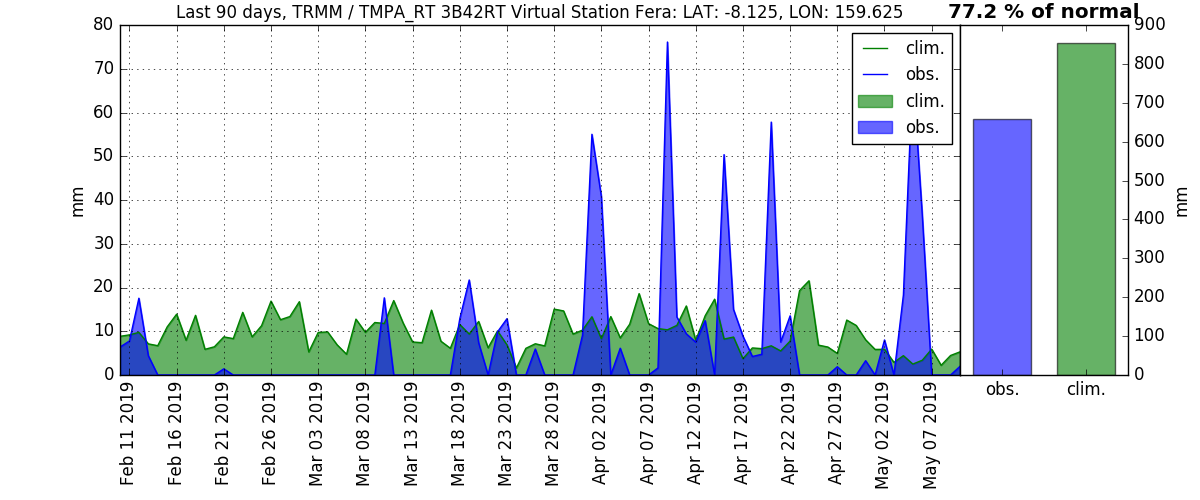 Last 90 days, TRMM / TMPA_RT 3B42RT Virtual Station Fera: LAT: -8.125, LON: 159.625
77.2 % of normal
80
70
60
50
40
30
20
10
0
mm
clim.
obs.
clim.
obs.
900
800
700
600
500
400
300
200
100
0
mm
obs.
clim.
Feb 11 2019
Feb 16 2019
Feb 21 2019
Feb 26 2019
Mar 03 2019
Mar 08 2019
Mar 13 2019
Mar 18 2019
Mar 23 2019
Mar 28 2019
Apr 02 2019
Apr 07 2019
Apr 12 2019
Apr 17 2019
Apr 22 2019
Apr 27 2019
May 02 2019
May 07 2019